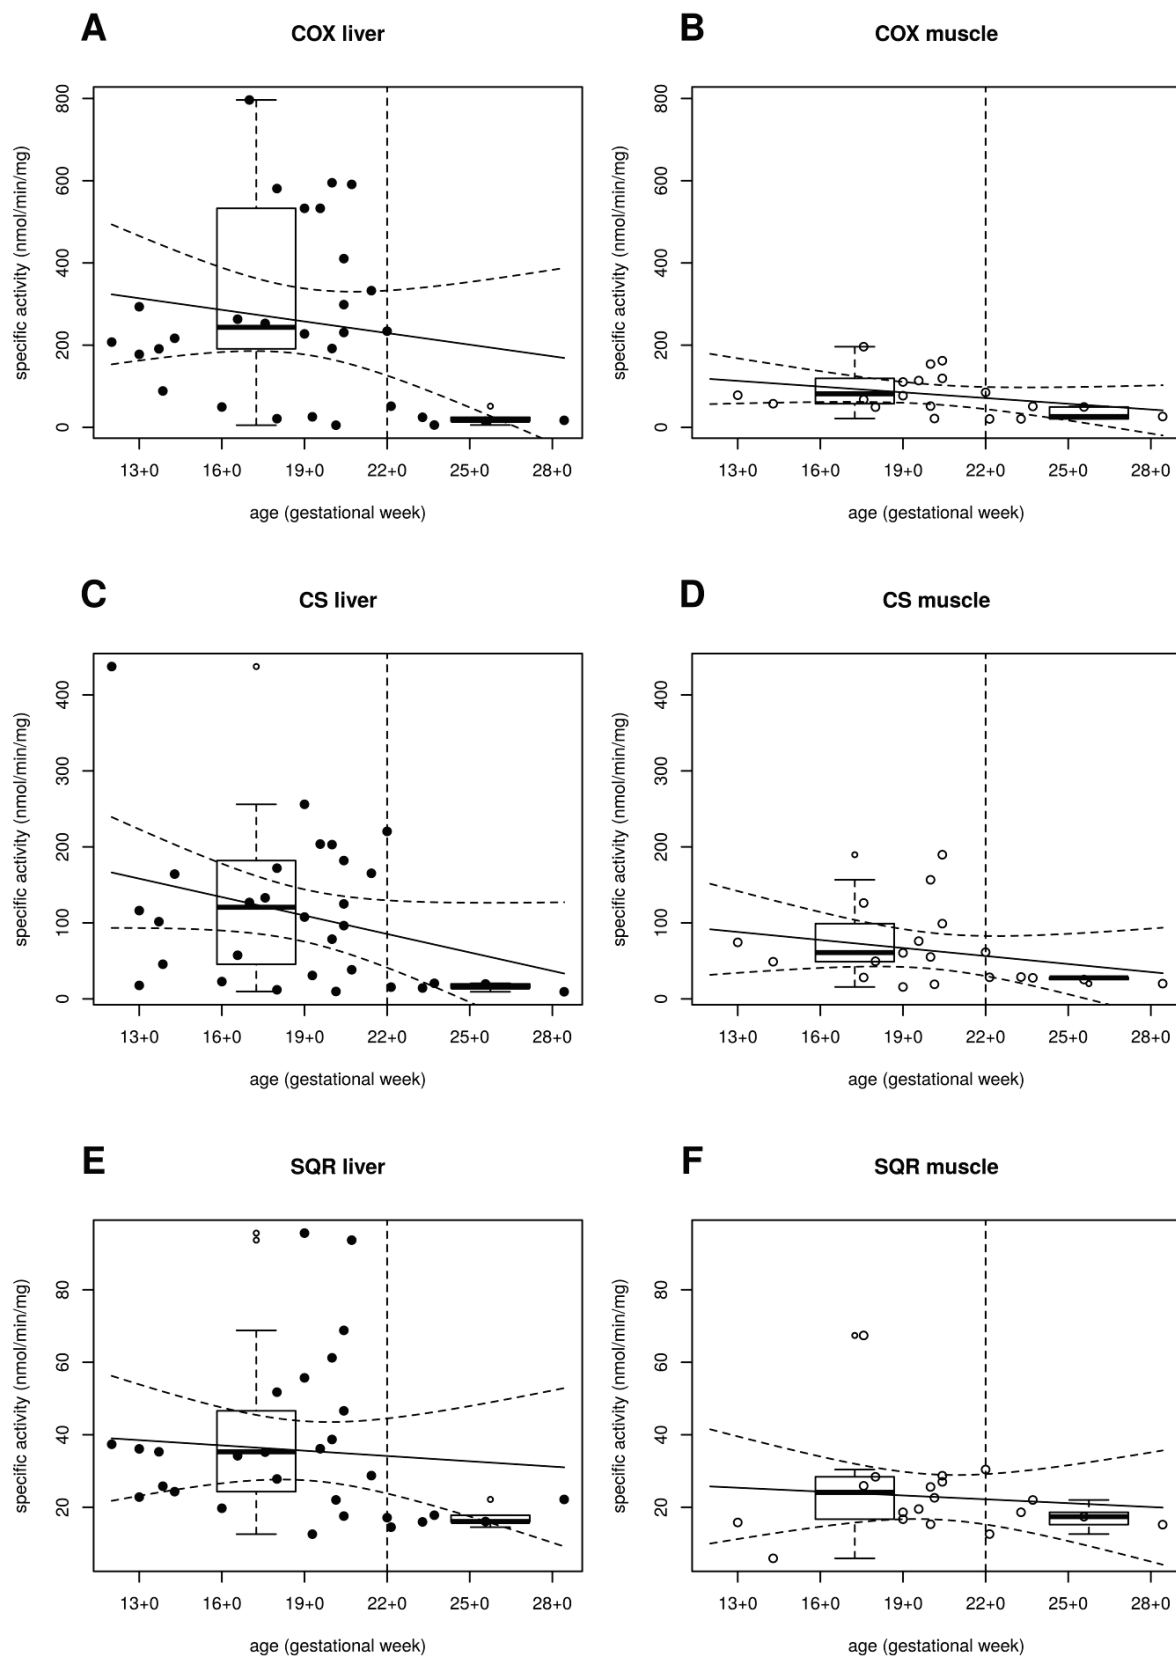 A COX liver
B COX muscle
specific activity (nmol/min/mg)
0 200 400 600 800
13+0 16+0 19+0 22+0 25+0 28+0
age (gestational week)
specific activity (nmol/min/mg)
0 200 400 600 800
13+0 16+0 19+0 22+0 25+0 28+0
age (gestational week)
C CS liver
D CS muscle
specific activity (nmol/min/mg)
0 100 200 300 400
13+0 16+0 19+0 22+0 25+0 28+0
age (gestational week)
specific activity (nmol/min/mg)
0 100 200 300 400
13+0 16+0 19+0 22+0 25+0 28+0
age (gestational week)
E SQR liver
F SQR muscle
specific activity (nmol/min/mg)
20 40 60 80
13+0 16+0 19+0 22+0 25+0 28+0
age (gestational week)
specific activity (nmol/min/mg)
20 40 60 80
13+0 16+0 19+0 22+0 25+0 28+0
age (gestational week)